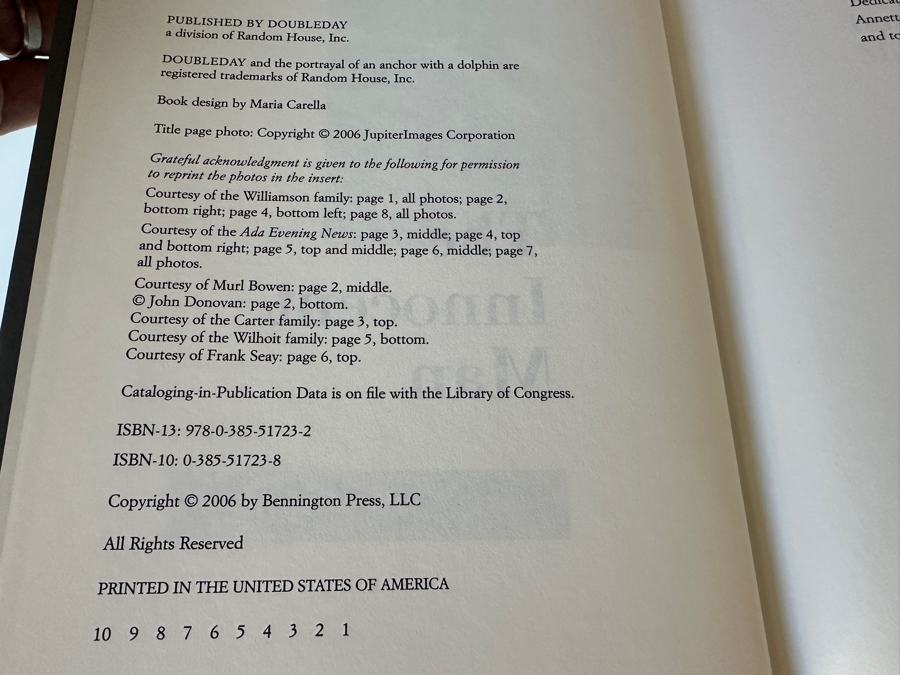 PUBLISHED BY DOUBLEDAY
a division of Random House, Inc.
DOUBLEDAY and the portrayal of an anchor with a dolphin are
registered trademarks of Random House, Inc.
Book design by Maria Carella
Title page photo: Copyright © 2006 JupiterImages Corporation
Grateful acknowledgment is given to the following for permission
to reprint the photos in the insert:
Courtesy of the Williamson family: page 1, all photos; page 2,
bottom right; page 4, bottom left; page 8, all photos.
Courtesy of the Ada Evening News: page 3, middle; page 4, top
and bottom right; page 5, top and middle; page 6, middle; page 7,
all photos.
Courtesy of Murl Bowen: page 2, middle.
© John Donovan: page 2, bottom.
Courtesy of the Carter family: page 3, top.
Courtesy of the Wilhoit family: page 5, bottom.
Courtesy of Frank Seay: page 6, top.
Cataloging-in-Publication Data is on file with the Library of Congress.
ISBN-13: 978-0-385-51723-2
ISBN-10: 0-385-51723-8
Copyright © 2006 by Bennington Press, LLC
All Rights Reserved
PRINTED IN THE UNITED STATES OF AMERICA
10 9 8 7 6 5 4 3 2 1
and